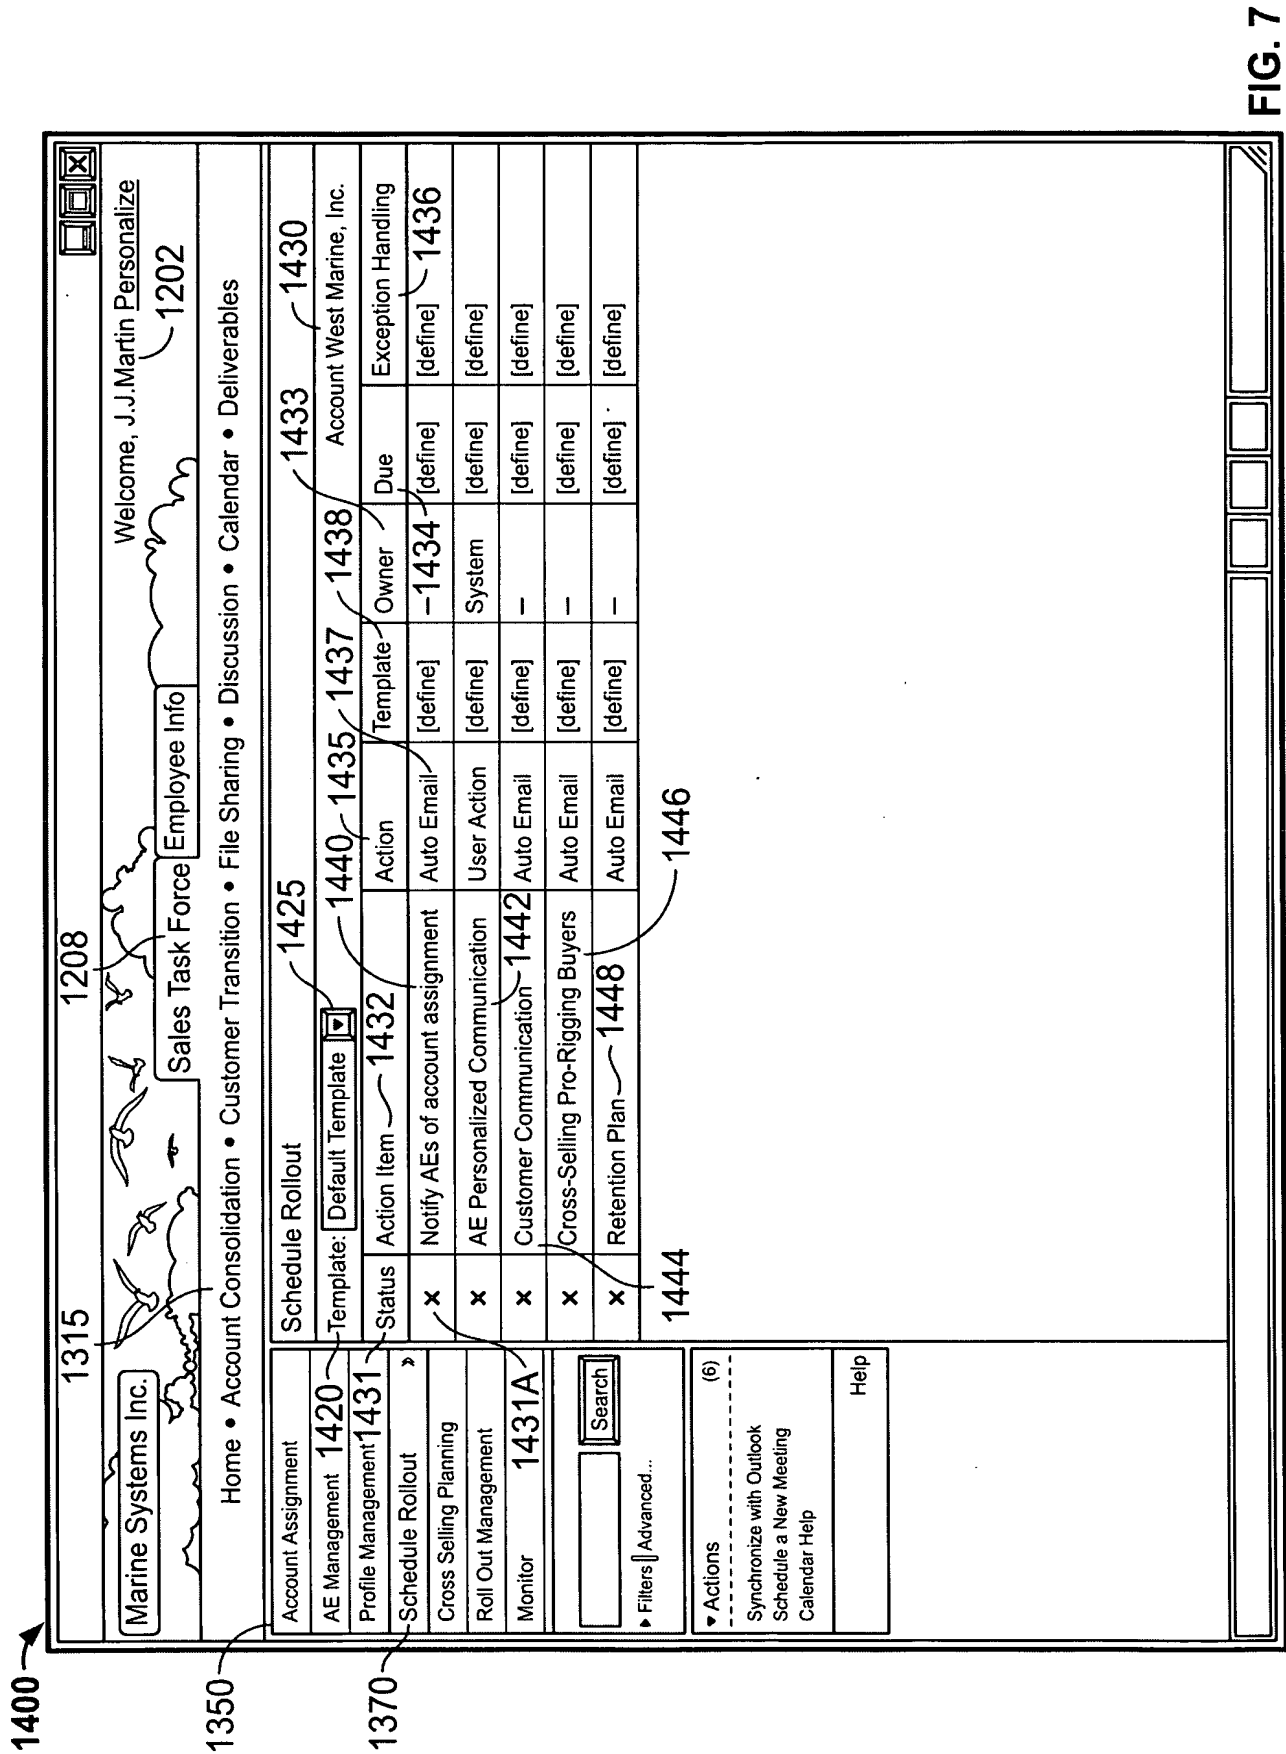 1400
1315
1208
Marine Systems Inc.
Welcome, J.J.Martin Personalize
1202
Sales Task Force
Employee Info
Home • Account Consolidation • Customer Transition • File Sharing • Discussion • Calendar • Deliverables
1350
Account Assignment
AE Management 1420
Profile Management 1431
1370
Schedule Rollout »
Cross Selling Planning
Roll Out Management
Monitor 1431A
Search
▸ Filters Advanced...
▾ Actions (6)
Synchronize with Outlook
Schedule a New Meeting
Calendar Help
Help
Schedule Rollout 1425 1433 1430
Template: Default Template 1440 1435 1437 1438 Account West Marine, Inc.
Status Action Item 1432 Action Template Owner Due Exception Handling
x Notify AEs of account assignment Auto Email [define] – 1434 [define] [define] 1436
x AE Personalized Communication User Action [define] System [define] [define]
x Customer Communication 1442 Auto Email [define] – [define] [define]
x Cross-Selling Pro-Rigging Buyers Auto Email [define] – [define] [define]
x Retention Plan 1448 Auto Email [define] – [define] [define]
1444
1446
FIG. 7